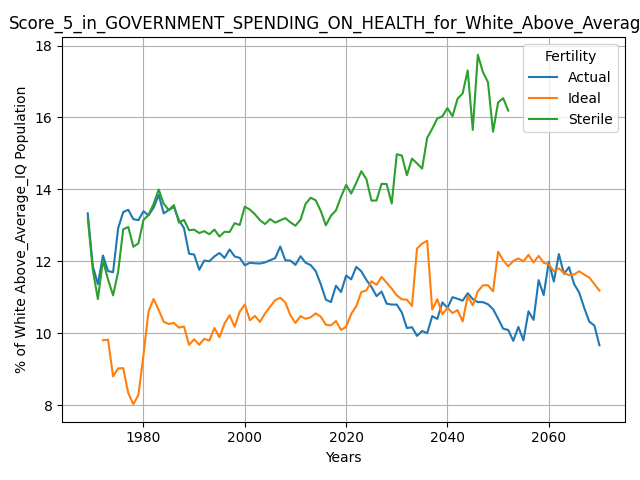 Score_5_in_GOVERNMENT_SPENDING_ON_HEALTH_for_White_Above_Averag
Fertility
Actual
Ideal
Sterile
% of White Above_Average_IQ Population
18
16
14
12
10
8
1980 2000 2020 2040 2060
Years